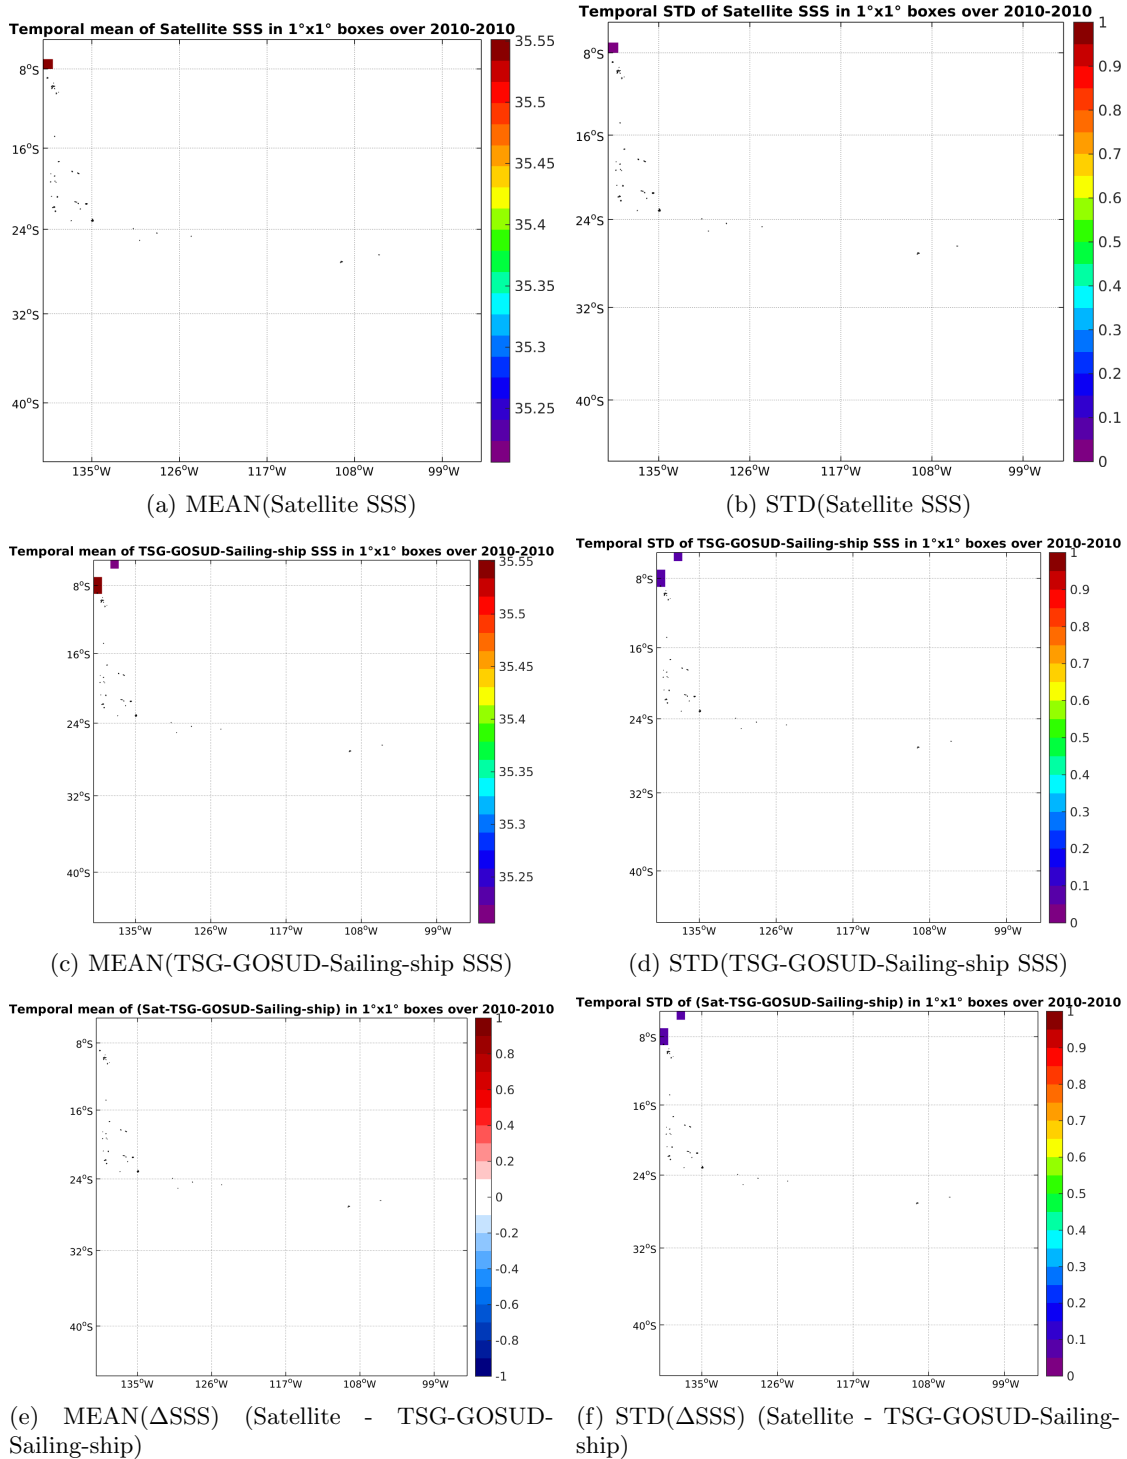 Temporal mean of Satellite SSS in 1°x1° boxes over 2010-2010
8°S
16°S
24°S
32°S
40°S
135°W 126°W 117°W 108°W 99°W
35.55
35.5
35.45
35.4
35.35
35.3
35.25
(a) MEAN(Satellite SSS)
Temporal STD of Satellite SSS in 1°x1° boxes over 2010-2010
8°S
16°S
24°S
32°S
40°S
135°W 126°W 117°W 108°W 99°W
1
0.9
0.8
0.7
0.6
0.5
0.4
0.3
0.2
0.1
0
(b) STD(Satellite SSS)
Temporal mean of TSG-GOSUD-Sailing-ship SSS in 1°x1° boxes over 2010-2010
8°S
16°S
24°S
32°S
40°S
135°W 126°W 117°W 108°W 99°W
35.55
35.5
35.45
35.4
35.35
35.3
35.25
(c) MEAN(TSG-GOSUD-Sailing-ship SSS)
Temporal STD of TSG-GOSUD-Sailing-ship SSS in 1°x1° boxes over 2010-2010
8°S
16°S
24°S
32°S
40°S
135°W 126°W 117°W 108°W 99°W
1
0.9
0.8
0.7
0.6
0.5
0.4
0.3
0.2
0.1
0
(d) STD(TSG-GOSUD-Sailing-ship SSS)
Temporal mean of (Sat-TSG-GOSUD-Sailing-ship) in 1°x1° boxes over 2010-2010
8°S
16°S
24°S
32°S
40°S
135°W 126°W 117°W 108°W 99°W
1
0.8
0.6
0.4
0.2
0
-0.2
-0.4
-0.6
-0.8
-1
(e) MEAN(ΔSSS) (Satellite - TSG-GOSUD-
Sailing-ship)
Temporal STD of (Sat-TSG-GOSUD-Sailing-ship) in 1°x1° boxes over 2010-2010
8°S
16°S
24°S
32°S
40°S
135°W 126°W 117°W 108°W 99°W
1
0.9
0.8
0.7
0.6
0.5
0.4
0.3
0.2
0.1
0
(f) STD(ΔSSS) (Satellite - TSG-GOSUD-Sailing-
ship)